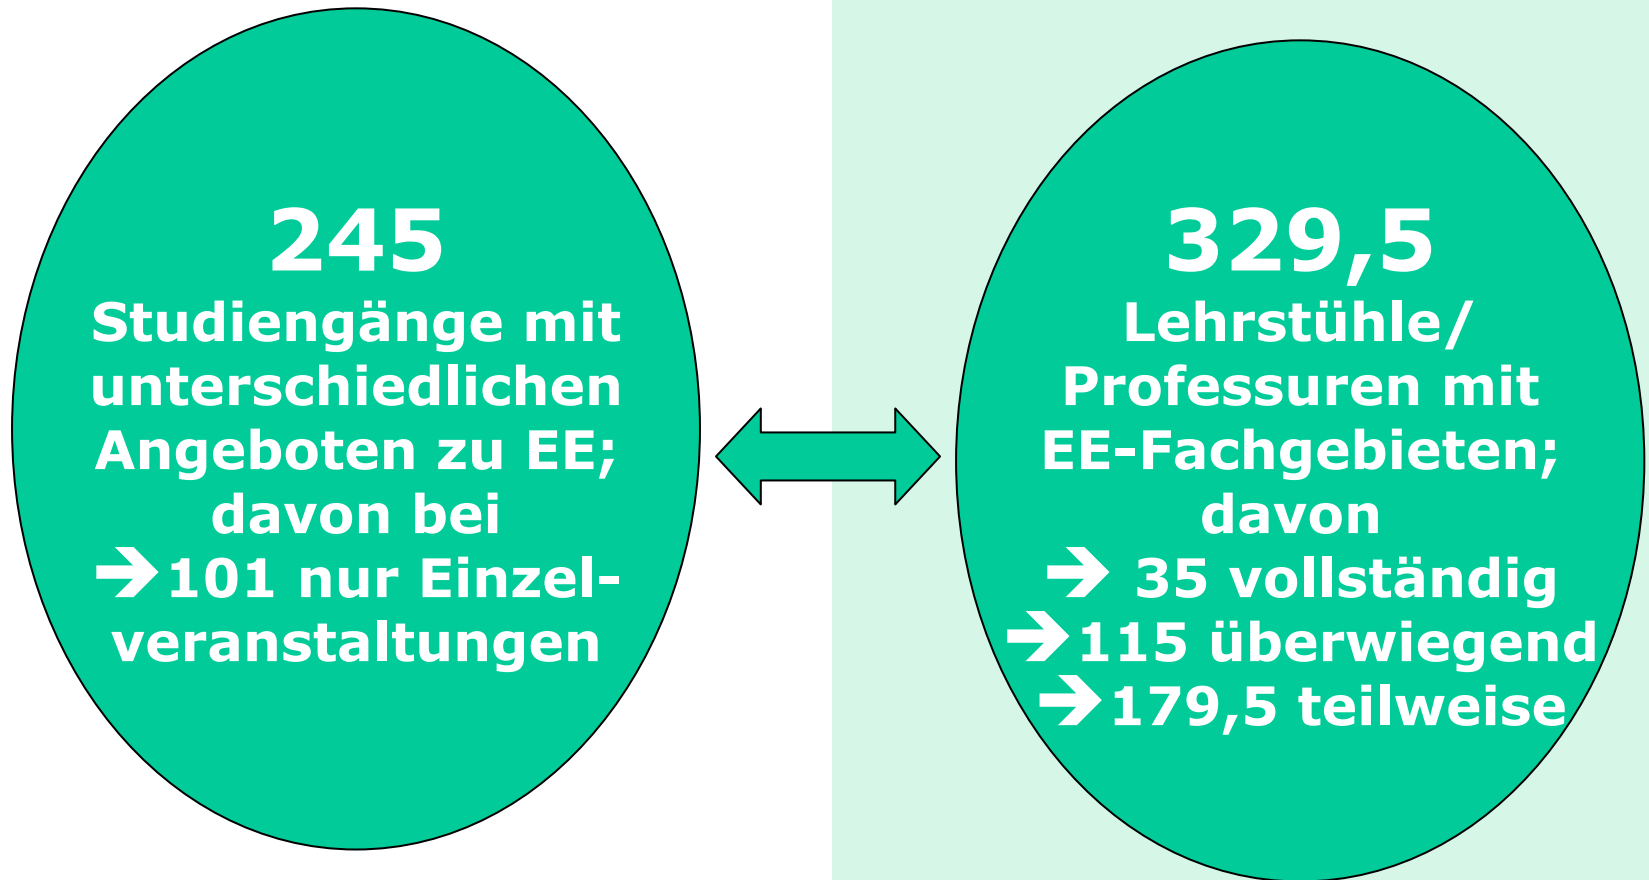 245
Studiengänge mit
unterschiedlichen
Angeboten zu EE;
davon bei
➔101 nur Einzel-
veranstaltungen
329,5
Lehrstühle/
Professuren mit
EE-Fachgebieten;
davon
➔ 35 vollständig
➔115 überwiegend
➔179,5 teilweise